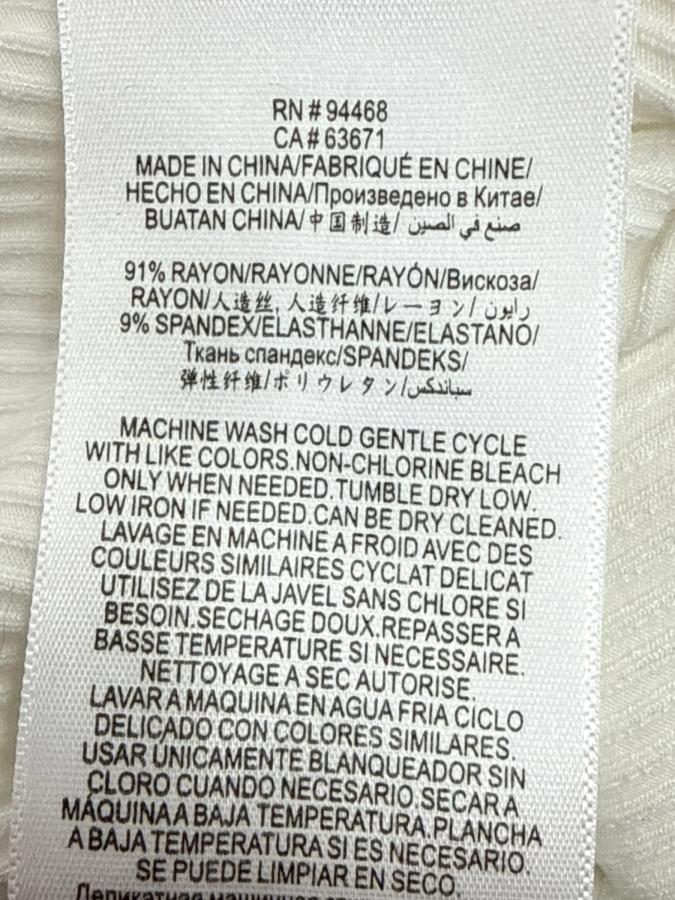 RN # 94468
CA # 63671
MADE IN CHINA/FABRIQUÉ EN CHINE/
HECHO EN CHINA/Произведено в Китае/
BUATAN CHINA/中国制造/ صنع في الصين
91% RAYON/RAYONNE/RAYÓN/Вискоза/
RAYON/人造丝, 人造纤维/レーヨン/ رايون
9% SPANDEX/ELASTHANNE/ELASTANO/
Ткань спандекс/SPANDEKS/
弹性纤维/ポリウレタン/سباندكس
MACHINE WASH COLD GENTLE CYCLE
WITH LIKE COLORS.NON-CHLORINE BLEACH
ONLY WHEN NEEDED.TUMBLE DRY LOW.
LOW IRON IF NEEDED.CAN BE DRY CLEANED.
LAVAGE EN MACHINE A FROID AVEC DES
COULEURS SIMILAIRES CYCLAT DELICAT
UTILISEZ DE LA JAVEL SANS CHLORE SI
BESOIN.SECHAGE DOUX.REPASSER A
BASSE TEMPERATURE SI NECESSAIRE.
NETTOYAGE A SEC AUTORISE.
LAVAR A MAQUINA EN AGUA FRIA CICLO
DELICADO CON COLORES SIMILARES.
USAR ÚNICAMENTE BLANQUEADOR SIN
CLORO CUANDO NECESARIO.SECAR A
MÁQUINA A BAJA TEMPERATURA.PLANCHA
A BAJA TEMPERATURA SI ES NECESARIO.
SE PUEDE LIMPIAR EN SECO.
Деликатная машинная